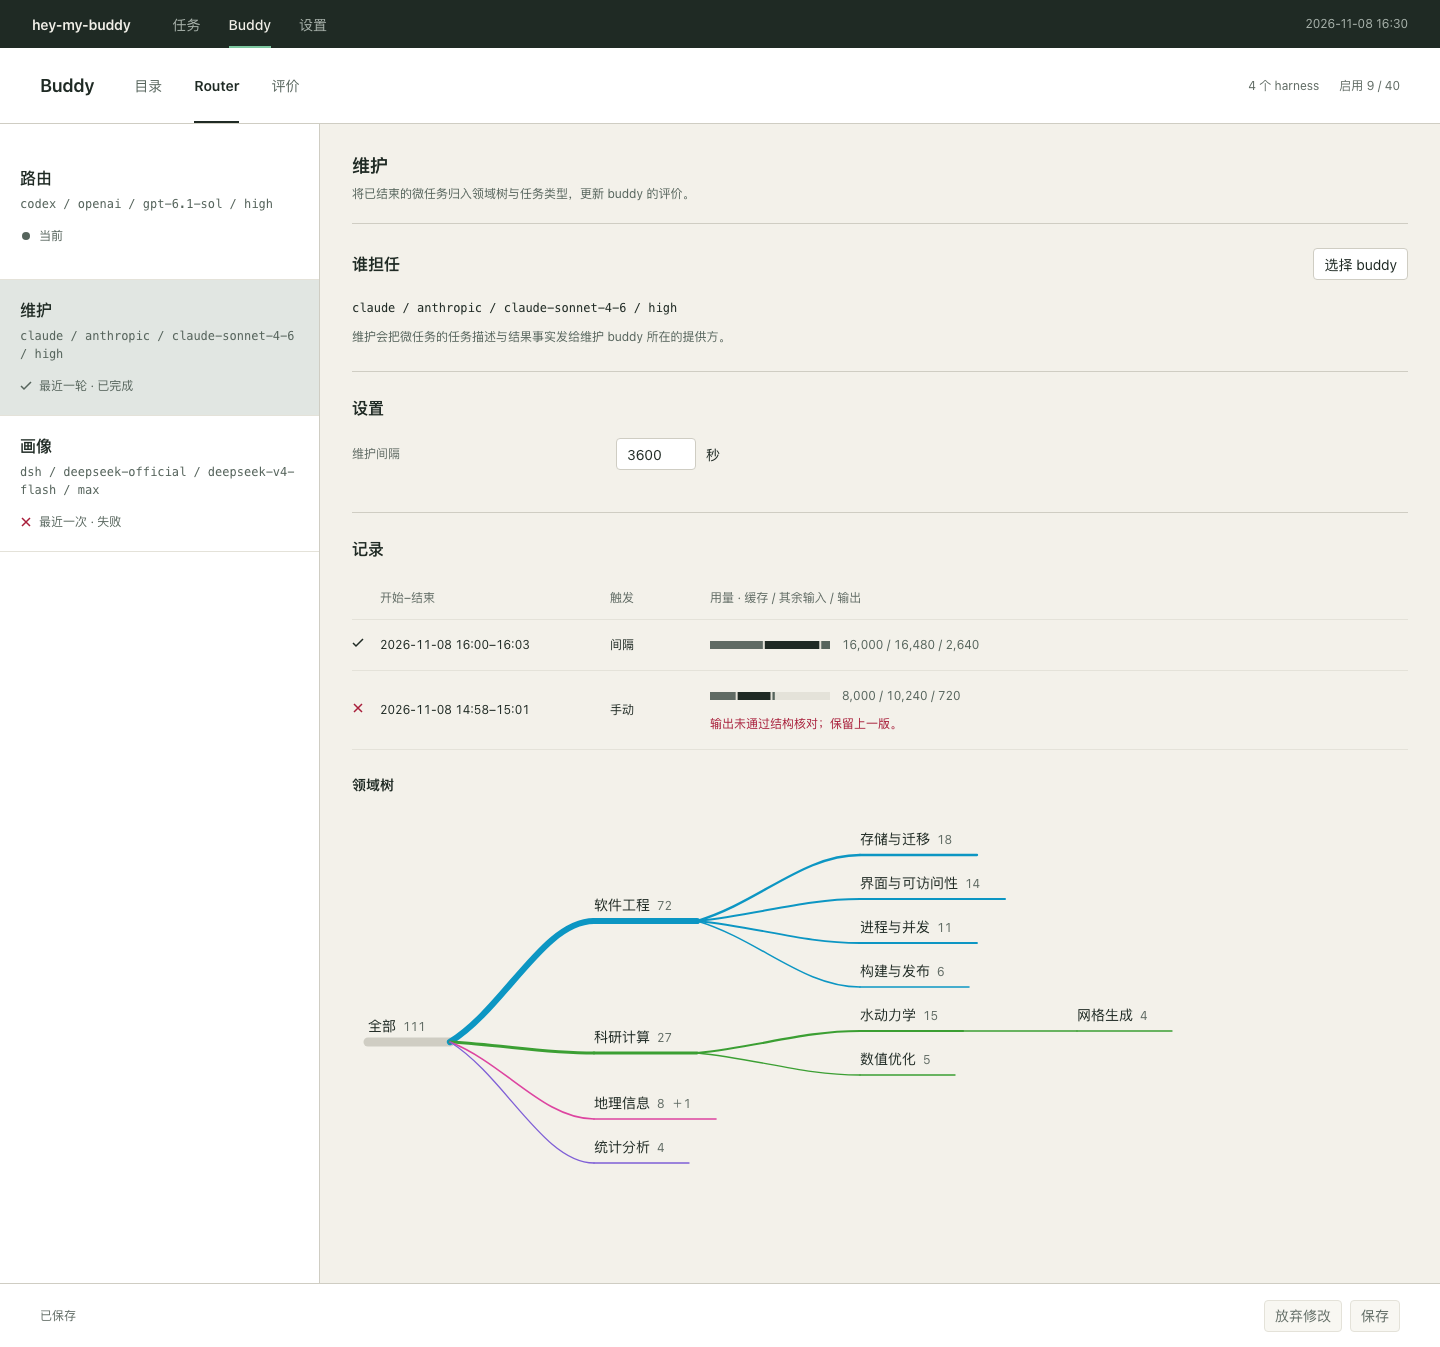 hey-my-buddy 任务 Buddy 设置 2026-11-08 16:30
Buddy 目录 Router 评价 4 个 harness 启用 9 / 40
路由
codex / openai / gpt-6.1-sol / high
当前
维护
claude / anthropic / claude-sonnet-4-6
/ high
最近一轮 · 已完成
画像
dsh / deepseek-official / deepseek-v4-
flash / max
最近一次 · 失败
维护
将已结束的微任务归入领域树与任务类型，更新 buddy 的评价。
谁担任 选择 buddy
claude / anthropic / claude-sonnet-4-6 / high
维护会把微任务的任务描述与结果事实发给维护 buddy 所在的提供方。
设置
维护间隔 3600 秒
记录
开始–结束 触发 用量 · 缓存 / 其余输入 / 输出
2026-11-08 16:00–16:03 间隔 16,000 / 16,480 / 2,640
2026-11-08 14:58–15:01 手动 8,000 / 10,240 / 720
输出未通过结构核对；保留上一版。
领域树
存储与迁移 18
界面与可访问性 14
软件工程 72
进程与并发 11
构建与发布 6
全部 111
水动力学 15 网格生成 4
科研计算 27
数值优化 5
地理信息 8 +1
统计分析 4
已保存 放弃修改 保存